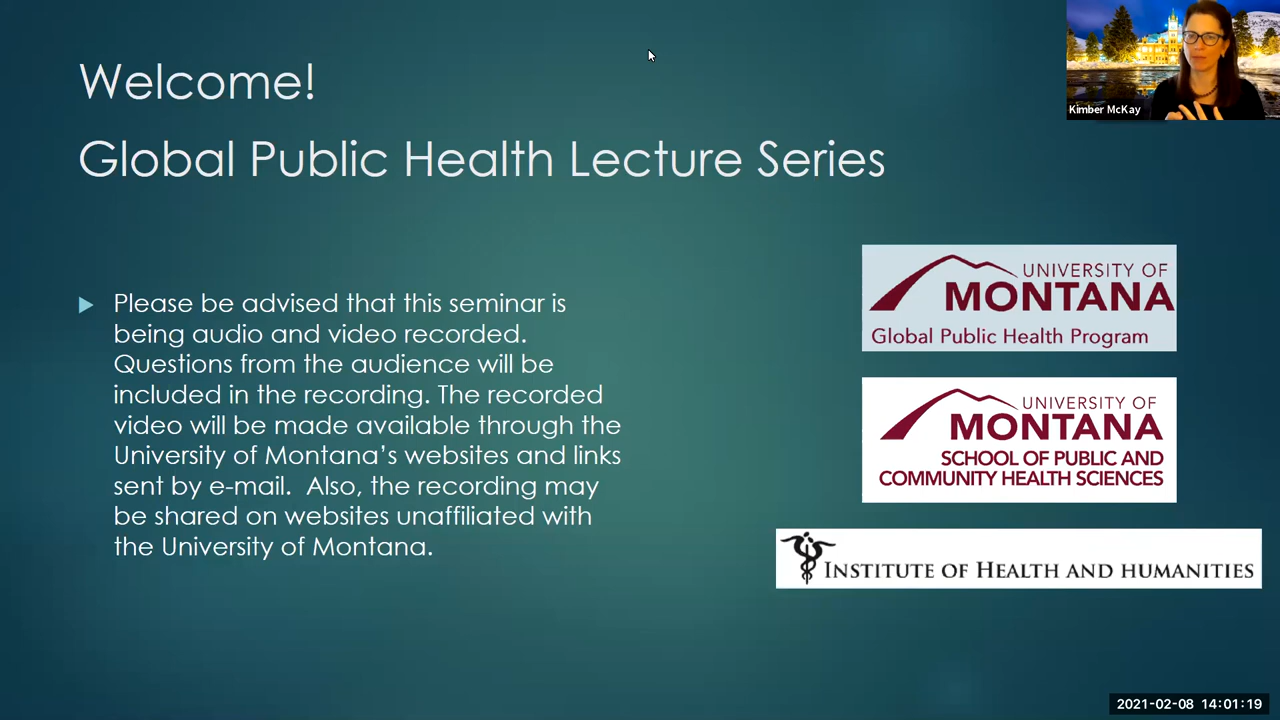 Welcome!
Global Public Health Lecture Series
Kimber McKay
Please be advised that this seminar is
being audio and video recorded.
Questions from the audience will be
included in the recording. The recorded
video will be made available through the
University of Montana’s websites and links
sent by e-mail.  Also, the recording may
be shared on websites unaffiliated with
the University of Montana.
UNIVERSITY OF
MONTANA
Global Public Health Program
UNIVERSITY OF
MONTANA
SCHOOL OF PUBLIC AND
COMMUNITY HEALTH SCIENCES
INSTITUTE OF HEALTH AND HUMANITIES
2021-02-08 14:01:19